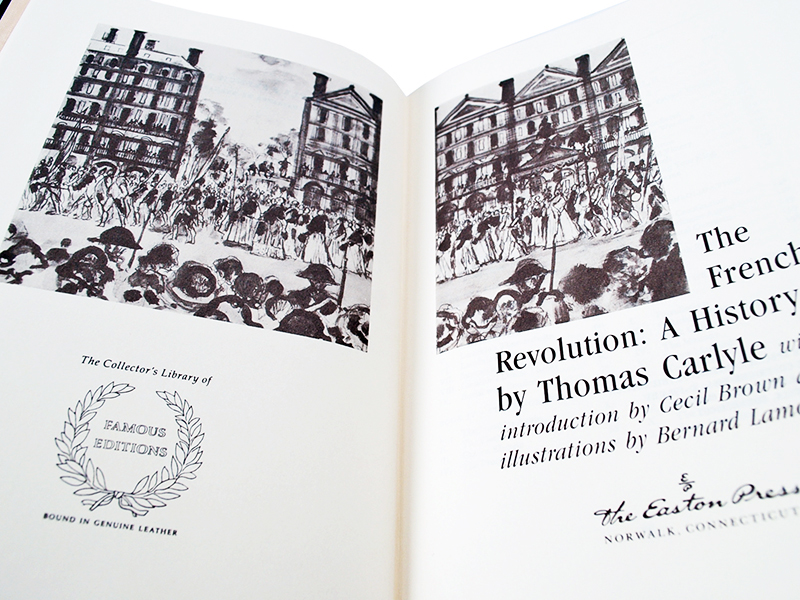 The Collector's Library of
FAMOUS
EDITIONS
BOUND IN GENUINE LEATHER
The
French
Revolution: A History
by Thomas Carlyle
introduction by Cecil Brown
illustrations by Bernard
the Easton Press
NORWALK, CONNECTICUT